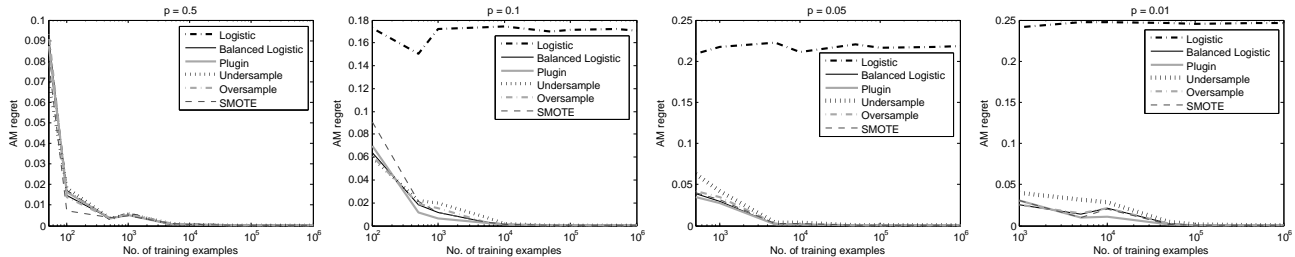 p = 0.5
AM regret
0.1
0.09
0.08
0.07
0.06
0.05
0.04
0.03
0.02
0.01
0
Logistic
Balanced Logistic
Plugin
Undersample
Oversample
SMOTE
10^2 10^3 10^4 10^5 10^6
No. of training examples
p = 0.1
AM regret
0.18
0.16
0.14
0.12
0.1
0.08
0.06
0.04
0.02
0
Logistic
Balanced Logistic
Plugin
Undersample
Oversample
SMOTE
10^2 10^3 10^4 10^5 10^6
No. of training examples
p = 0.05
AM regret
0.25
0.2
0.15
0.1
0.05
0
Logistic
Balanced Logistic
Plugin
Undersample
Oversample
SMOTE
10^3 10^4 10^5 10^6
No. of training examples
p = 0.01
AM regret
0.25
0.2
0.15
0.1
0.05
0
Logistic
Balanced Logistic
Plugin
Undersample
Oversample
SMOTE
10^3 10^4 10^5 10^6
No. of training examples